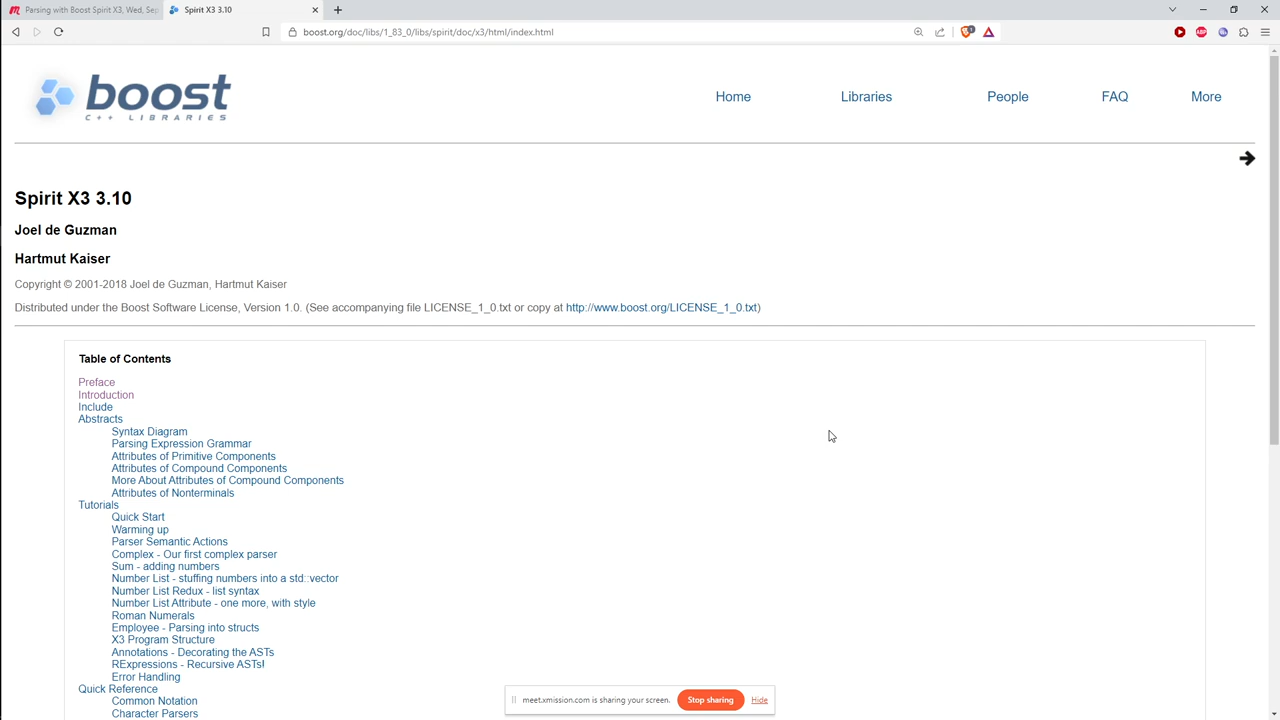 Parsing with Boost Spirit X3, Wed, Sep
Spirit X3 3.10
boost.org/doc/libs/1_83_0/libs/spirit/doc/x3/html/index.html
1
ABP
boost
C++ LIBRARIES
Home Libraries People FAQ More
Spirit X3 3.10
Joel de Guzman
Hartmut Kaiser
Copyright © 2001-2018 Joel de Guzman, Hartmut Kaiser
Distributed under the Boost Software License, Version 1.0. (See accompanying file LICENSE_1_0.txt or copy at http://www.boost.org/LICENSE_1_0.txt)
Table of Contents
Preface
Introduction
Include
Abstracts
Syntax Diagram
Parsing Expression Grammar
Attributes of Primitive Components
Attributes of Compound Components
More About Attributes of Compound Components
Attributes of Nonterminals
Tutorials
Quick Start
Warming up
Parser Semantic Actions
Complex - Our first complex parser
Sum - adding numbers
Number List - stuffing numbers into a std::vector
Number List Redux - list syntax
Number List Attribute - one more, with style
Roman Numerals
Employee - Parsing into structs
X3 Program Structure
Annotations - Decorating the ASTs
RExpressions - Recursive ASTs!
Error Handling
Quick Reference
Common Notation
Character Parsers
meet.xmission.com is sharing your screen. Stop sharing Hide